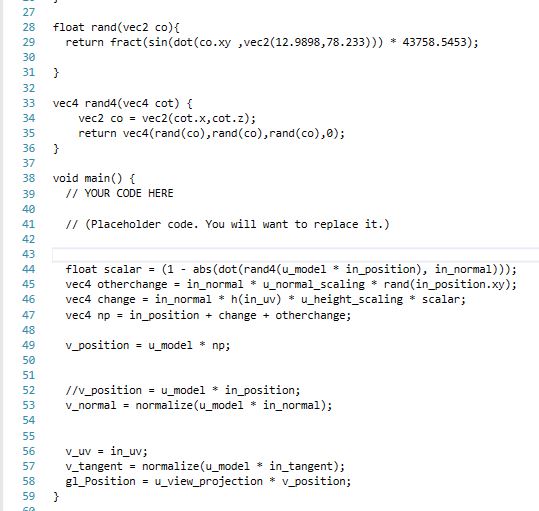 27
28 float rand(vec2 co){
29 return fract(sin(dot(co.xy ,vec2(12.9898,78.233))) * 43758.5453);
30
31 }
32
33 vec4 rand4(vec4 cot) {
34 vec2 co = vec2(cot.x,cot.z);
35 return vec4(rand(co),rand(co),rand(co),0);
36 }
37
38 void main() {
39 // YOUR CODE HERE
40
41 // (Placeholder code. You will want to replace it.)
42
43
44 float scalar = (1 - abs(dot(rand4(u_model * in_position), in_normal)));
45 vec4 otherchange = in_normal * u_normal_scaling * rand(in_position.xy);
46 vec4 change = in_normal * h(in_uv) * u_height_scaling * scalar;
47 vec4 np = in_position + change + otherchange;
48
49 v_position = u_model * np;
50
51
52 //v_position = u_model * in_position;
53 v_normal = normalize(u_model * in_normal);
54
55
56 v_uv = in_uv;
57 v_tangent = normalize(u_model * in_tangent);
58 gl_Position = u_view_projection * v_position;
59 }